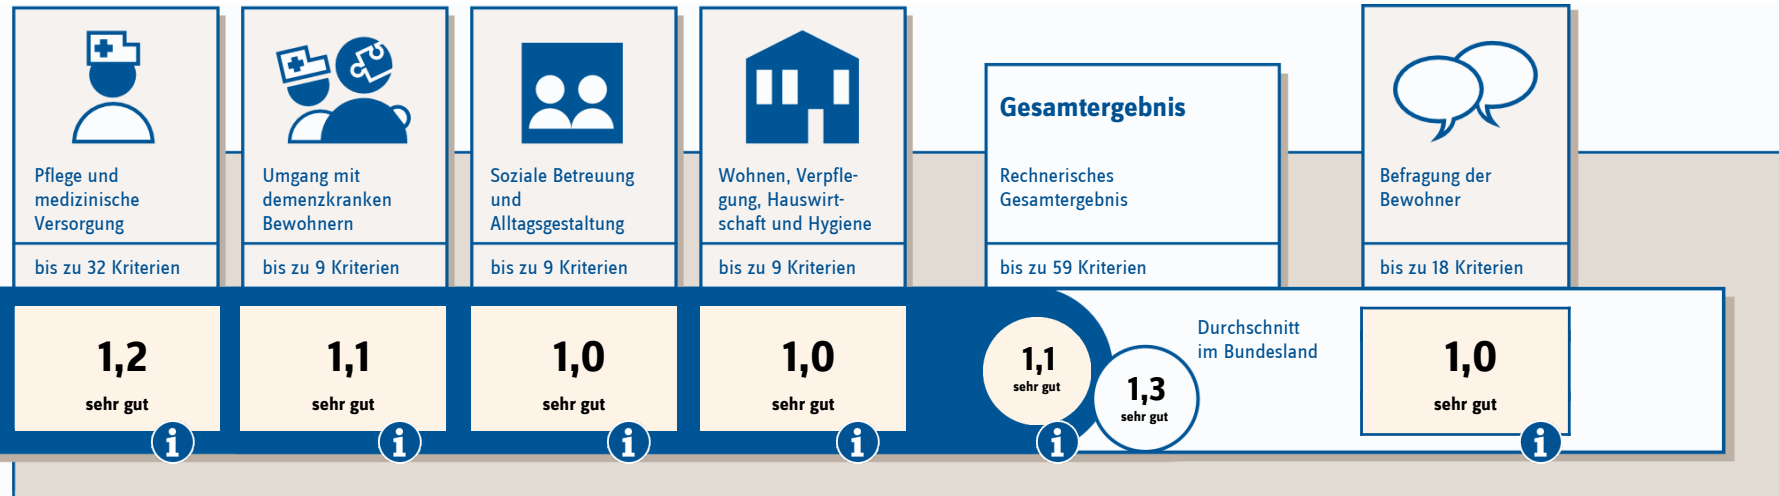 Pflege und
medizinische
Versorgung
bis zu 32 Kriterien
1,2
sehr gut
Umgang mit
demenzkranken
Bewohnern
bis zu 9 Kriterien
1,1
sehr gut
Soziale Betreuung
und
Alltagsgestaltung
bis zu 9 Kriterien
1,0
sehr gut
Wohnen, Verpfle-
gung, Hauswirt-
schaft und Hygiene
bis zu 9 Kriterien
1,0
sehr gut
Gesamtergebnis
Rechnerisches
Gesamtergebnis
bis zu 59 Kriterien
1,1
sehr gut
1,3
sehr gut
Durchschnitt
im Bundesland
Befragung der
Bewohner
bis zu 18 Kriterien
1,0
sehr gut
i
i
i
i
i
i